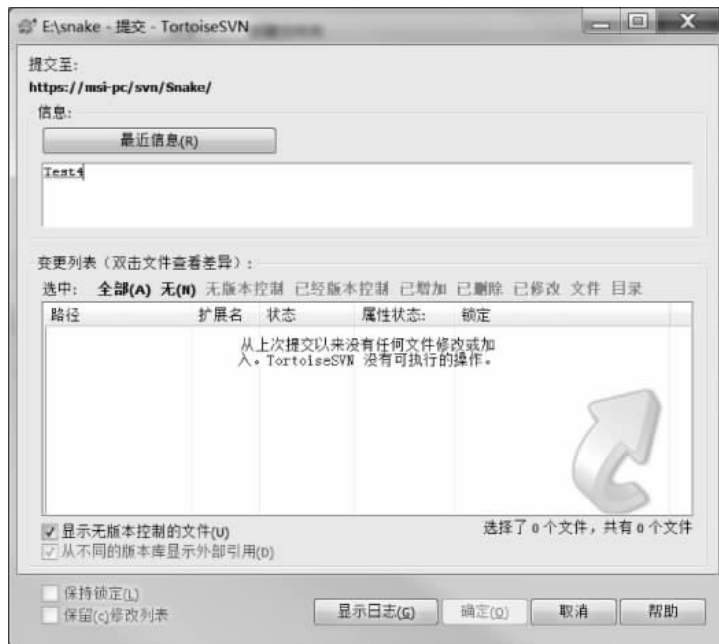 E:\snake - 提交 - TortoiseSVN
提交至:
https://msi-pc/svn/Snake/
信息:
最近信息(R)
Test4
变更列表（双击文件查看差异）:
选中: 全部(A) 无(N) 无版本控制 已经版本控制 已增加 已删除 已修改 文件 目录
路径 扩展名 状态 属性状态: 锁定
从上次提交以来没有任何文件修改或加
入。TortoiseSVN 没有可执行的操作。
显示无版本控制的文件(U)
选择了 0 个文件，共有 0 个文件
从不同的版本库显示外部引用(D)
保持锁定(L)
保留(c)修改列表
显示日志(G) 确定(O) 取消 帮助